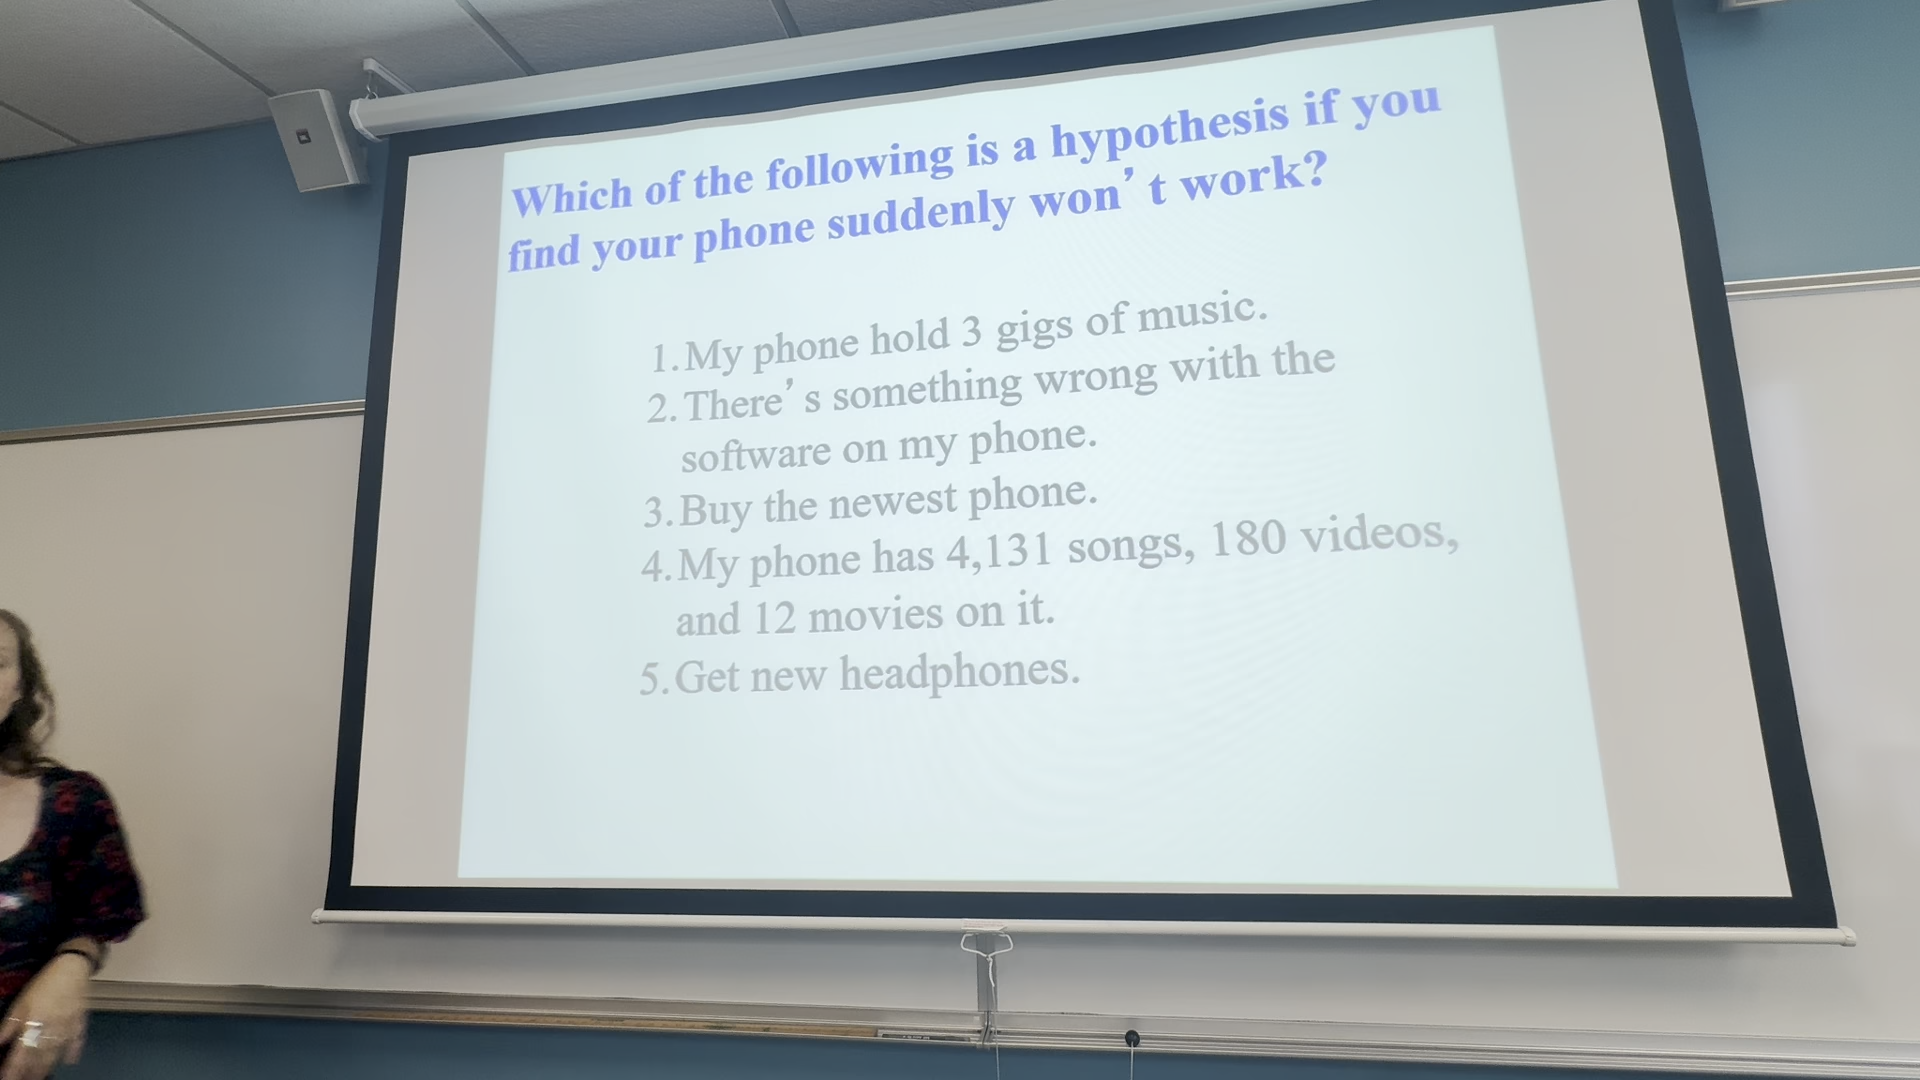 Which of the following is a hypothesis if you
find your phone suddenly won’t work?
1. My phone hold 3 gigs of music.
2. There’s something wrong with the
software on my phone.
3. Buy the newest phone.
4. My phone has 4,131 songs, 180 videos,
and 12 movies on it.
5. Get new headphones.